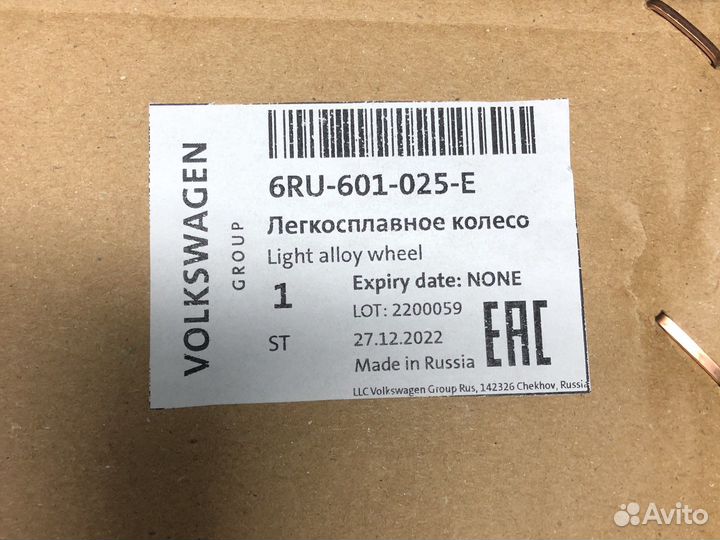 VOLKSWAGEN
GROUP
6RU-601-025-E
Легкосплавное колесо
Light alloy wheel
1
Expiry date: NONE
LOT: 2200059
ST
27.12.2022
Made in Russia
EAC
LLC Volkswagen Group Rus, 142326 Chekhov, Russia
Avito